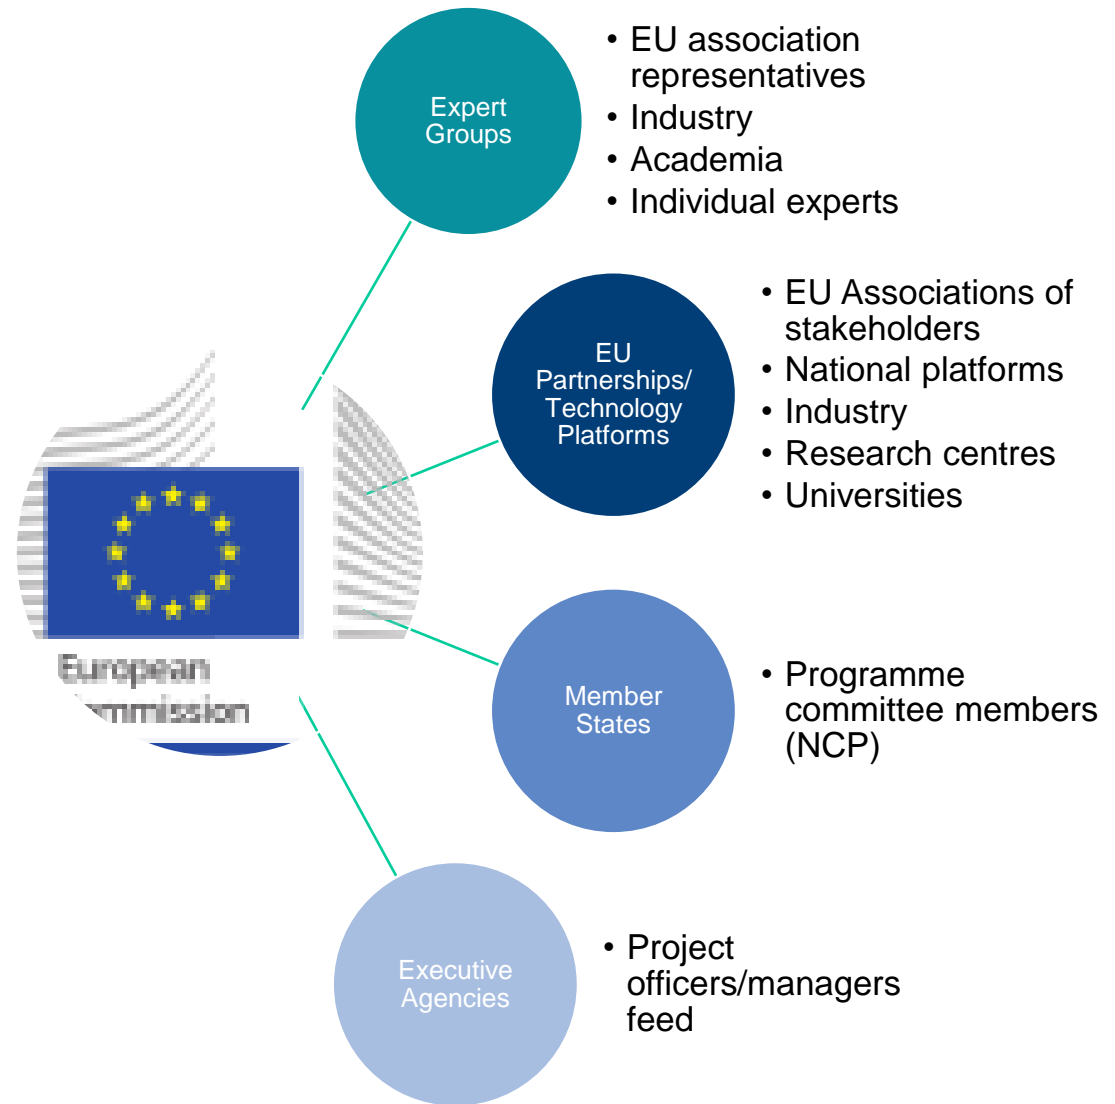 Expert
Groups
• EU association
representatives
• Industry
• Academia
• Individual experts
EU
Partnerships/
Technology
Platforms
• EU Associations of
stakeholders
• National platforms
• Industry
• Research centres
• Universities
European
mmission
Member
States
• Programme
committee members
(NCP)
Executive
Agencies
• Project
officers/managers
feed